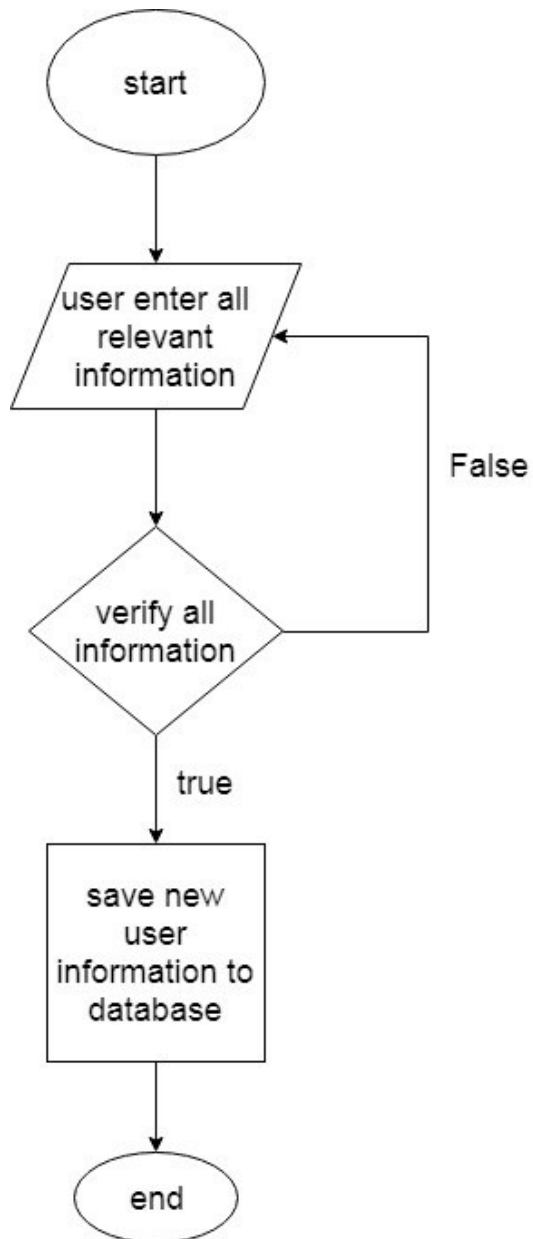 start
user enter all
relevant
information
False
verify all
information
true
save new
user
information to
database
end